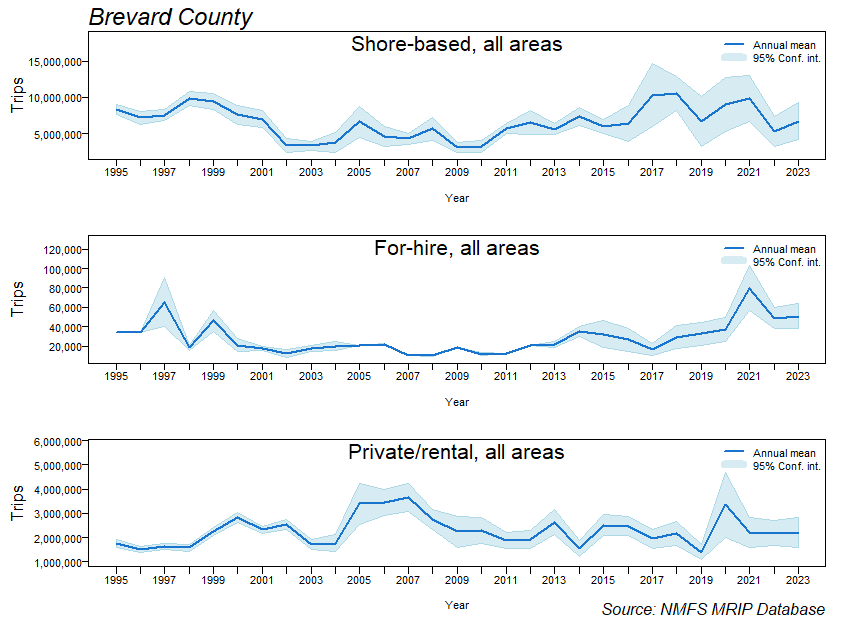 Brevard County
Shore-based, all areas
Annual mean
95% Conf. int.
Trips
15,000,000
10,000,000
5,000,000
1995 1997 1999 2001 2003 2005 2007 2009 2011 2013 2015 2017 2019 2021 2023
Year
For-hire, all areas
Annual mean
95% Conf. int.
Trips
120,000
100,000
80,000
60,000
40,000
20,000
1995 1997 1999 2001 2003 2005 2007 2009 2011 2013 2015 2017 2019 2021 2023
Year
Private/rental, all areas
Annual mean
95% Conf. int.
Trips
6,000,000
5,000,000
4,000,000
3,000,000
2,000,000
1,000,000
1995 1997 1999 2001 2003 2005 2007 2009 2011 2013 2015 2017 2019 2021 2023
Year
Source: NMFS MRIP Database